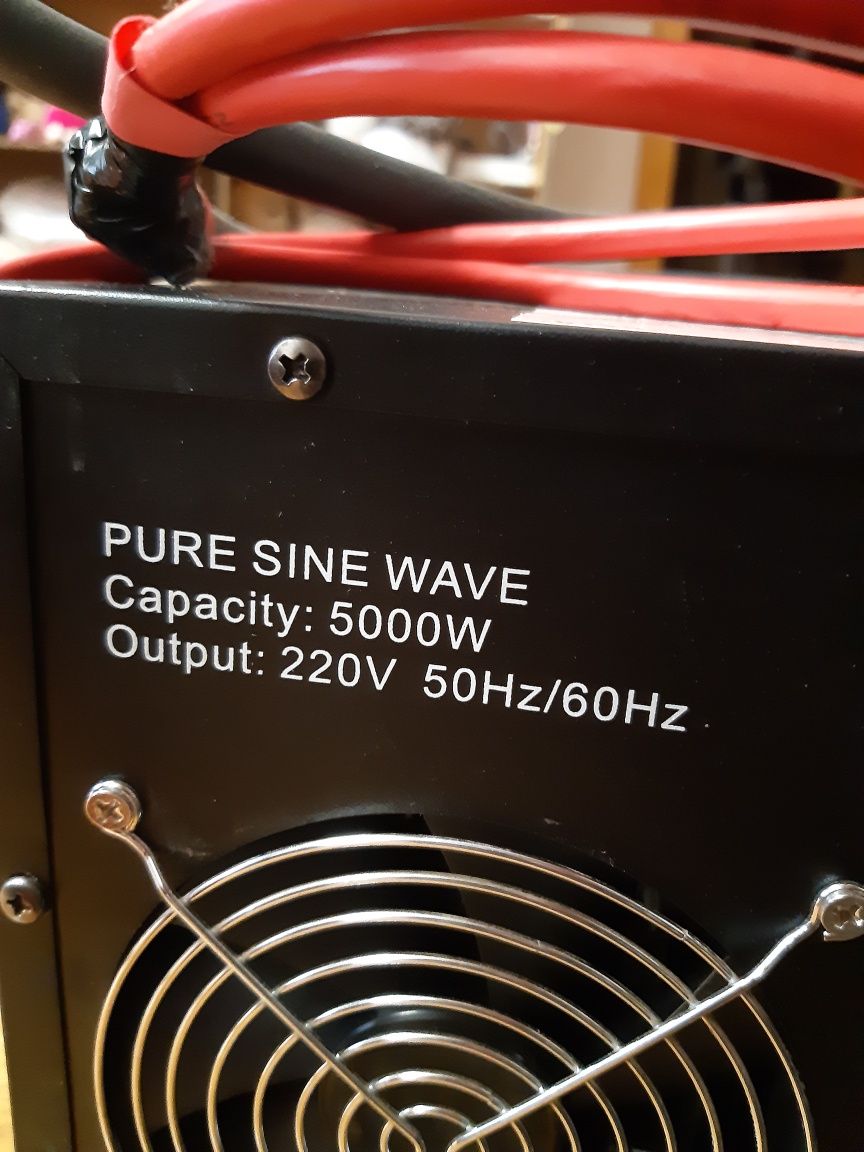 PURE SINE WAVE
Capacity: 5000W
Output: 220V 50Hz/60Hz